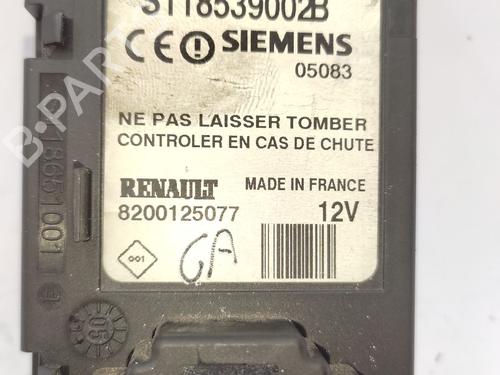 S118539002B
CE SIEMENS
05083
NE PAS LAISSER TOMBER
CONTROLER EN CAS DE CHUTE
RENAULT MADE IN FRANCE
8200125077 12V
001
GA
B-PARTS